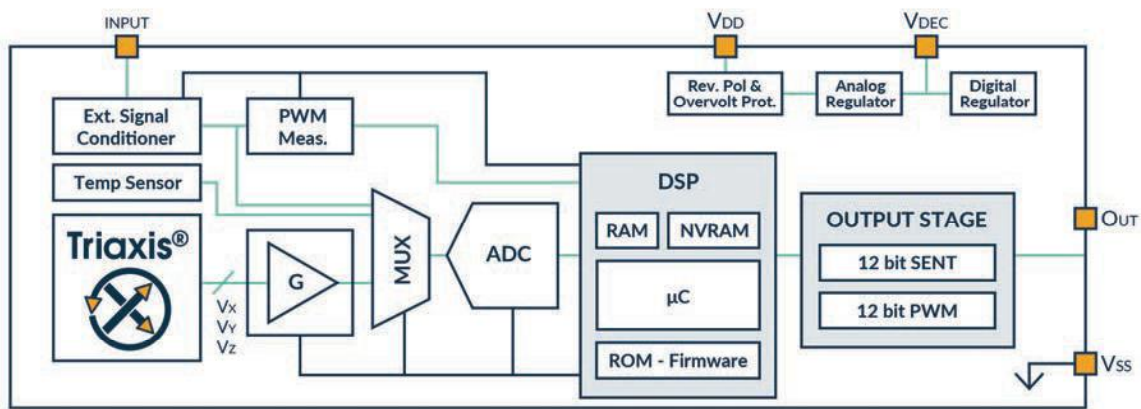 INPUT
VDD
VDEC
Rev. Pol &
Overvolt Prot.
Analog
Regulator
Digital
Regulator
Ext. Signal
Conditioner
PWM
Meas.
Temp Sensor
Triaxis®
VX
VY
VZ
G
MUX
ADC
DSP
RAM
NVRAM
µC
ROM - Firmware
OUTPUT STAGE
12 bit SENT
12 bit PWM
OUT
VSS